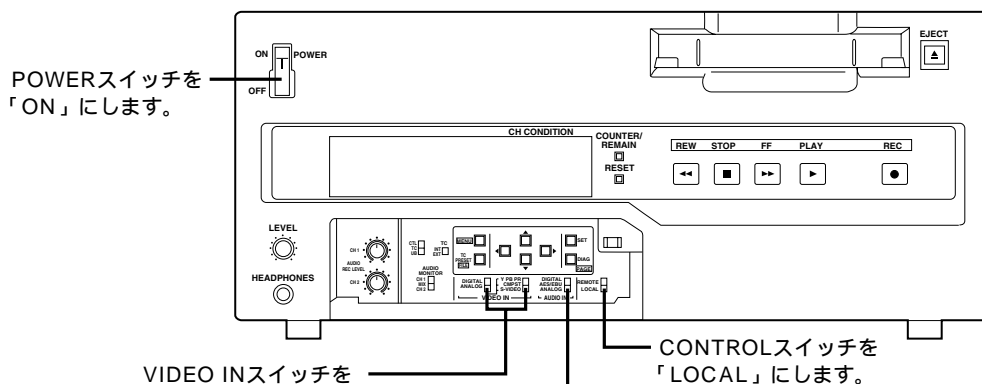 EJECT
ON POWER
OFF
POWERスイッチを
「ON」にします。
CH CONDITION
COUNTER/
REMAIN
RESET
REW STOP FF PLAY REC
LEVEL
HEADPHONES
CH 1
AUDIO
REC LEVEL
CH 2
CTL
TC
UB
TC
INT
EXT
AUDIO
MONITOR
CH 1
MIX
CH 2
MENU
TC
PRESET
FILE
SET
DIAG
PAGE
DIGITAL
ANALOG
Y PB PR
CMPST
S-VIDEO
VIDEO IN
DIGITAL
AES/EBU
ANALOG
AUDIO IN
REMOTE
LOCAL
VIDEO INスイッチを
CONTROLスイッチを
「LOCAL」にします。